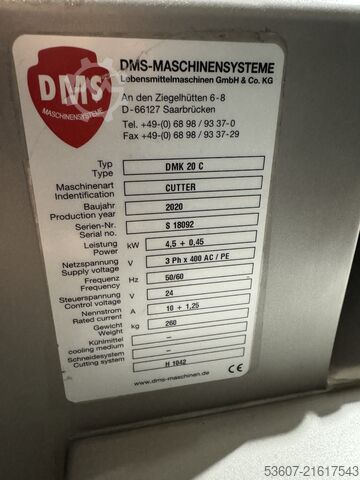 DMS
MASCHINENSYSTEME
DMS-MASCHINENSYSTEME
Lebensmittelmaschinen GmbH & Co. KG
An den Ziegelhütten 6-8
D-66127 Saarbrücken
Tel. +49-(0) 68 98 / 93 37-0
Fax +49-(0) 68 98 / 93 37-29
Typ
Type DMK 20 C
Maschinenart
Indentification CUTTER
Baujahr
Production year 2020
Serien-Nr.
Serial no. S 18092
Leistung
Power kW 4,5 + 0,45
Netzspannung
Supply voltage V 3 Ph x 400 AC / PE
Frequenz
Frequency Hz 50/60
Steuerspannung
Control voltage V 24
Nennstrom
Rated current A 10 + 1,25
Gewicht
Weight kg 260
Kühlmittel
cooling medium –
Schneidesystem
Cutting system H 1042
www.dms-maschinen.de CE
53607-21617543